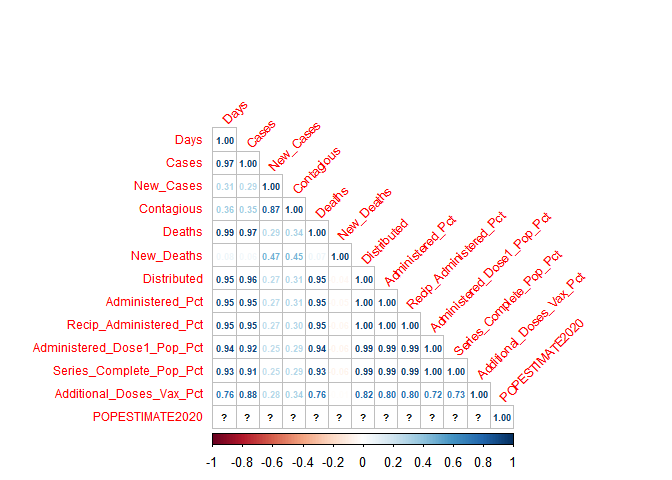 Days
Cases
New_Cases
Contagious
Deaths
New_Deaths
Distributed
Administered_Pct
Recip_Administered_Pct
Administered_Dose1_Pop_Pct
Series_Complete_Pop_Pct
Additional_Doses_Vax_Pct
POPESTIMATE2020
Days 1.00
Cases 0.97 1.00
New_Cases 0.31 0.29 1.00
Contagious 0.36 0.35 0.87 1.00
Deaths 0.99 0.97 0.29 0.34 1.00
New_Deaths 0.47 0.45 1.00
Distributed 0.95 0.96 0.27 0.31 0.95 1.00
Administered_Pct 0.95 0.95 0.27 0.31 0.95 1.00 1.00
Recip_Administered_Pct 0.95 0.95 0.27 0.30 0.95 1.00 1.00 1.00
Administered_Dose1_Pop_Pct 0.94 0.92 0.25 0.29 0.94 0.99 0.99 0.99 1.00
Series_Complete_Pop_Pct 0.93 0.91 0.25 0.29 0.93 0.99 0.99 0.99 1.00 1.00
Additional_Doses_Vax_Pct 0.76 0.88 0.28 0.34 0.76 0.82 0.80 0.80 0.72 0.73 1.00
POPESTIMATE2020 ? ? ? ? ? ? ? ? ? ? ? ? 1.00
-1 -0.8 -0.6 -0.4 -0.2 0 0.2 0.4 0.6 0.8 1